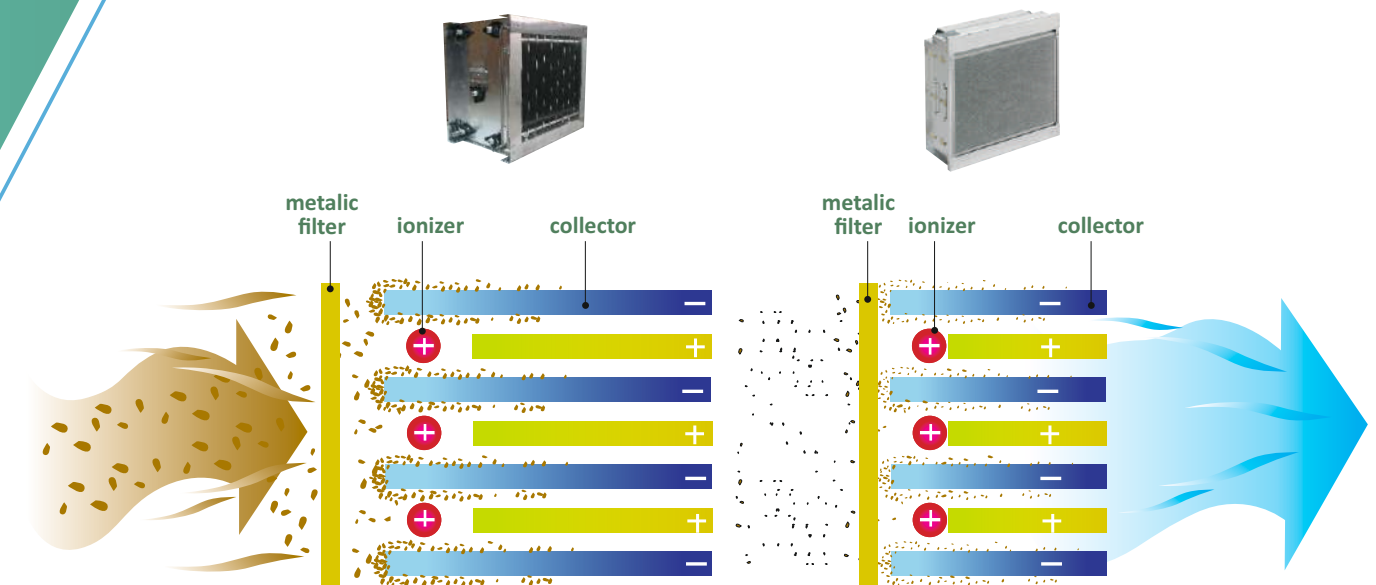 metalic
filter
ionizer
collector
metalic
filter
ionizer
collector
−
+
+
−
+
+
−
+
+
−
−
+
+
−
+
+
−
+
+
−